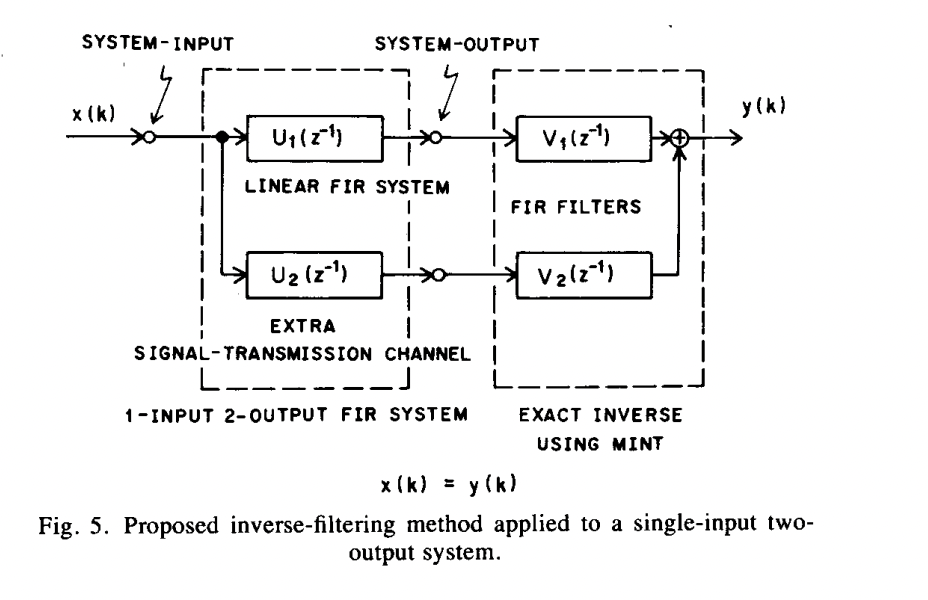 SYSTEM-INPUT
SYSTEM-OUTPUT
x(k)
y(k)
U₁(z⁻¹)
V₁(z⁻¹)
LINEAR FIR SYSTEM
FIR FILTERS
U₂(z⁻¹)
V₂(z⁻¹)
EXTRA
SIGNAL-TRANSMISSION CHANNEL
1-INPUT 2-OUTPUT FIR SYSTEM
EXACT INVERSE
USING MINT
x(k) = y(k)
Fig. 5. Proposed inverse-filtering method applied to a single-input two-
output system.